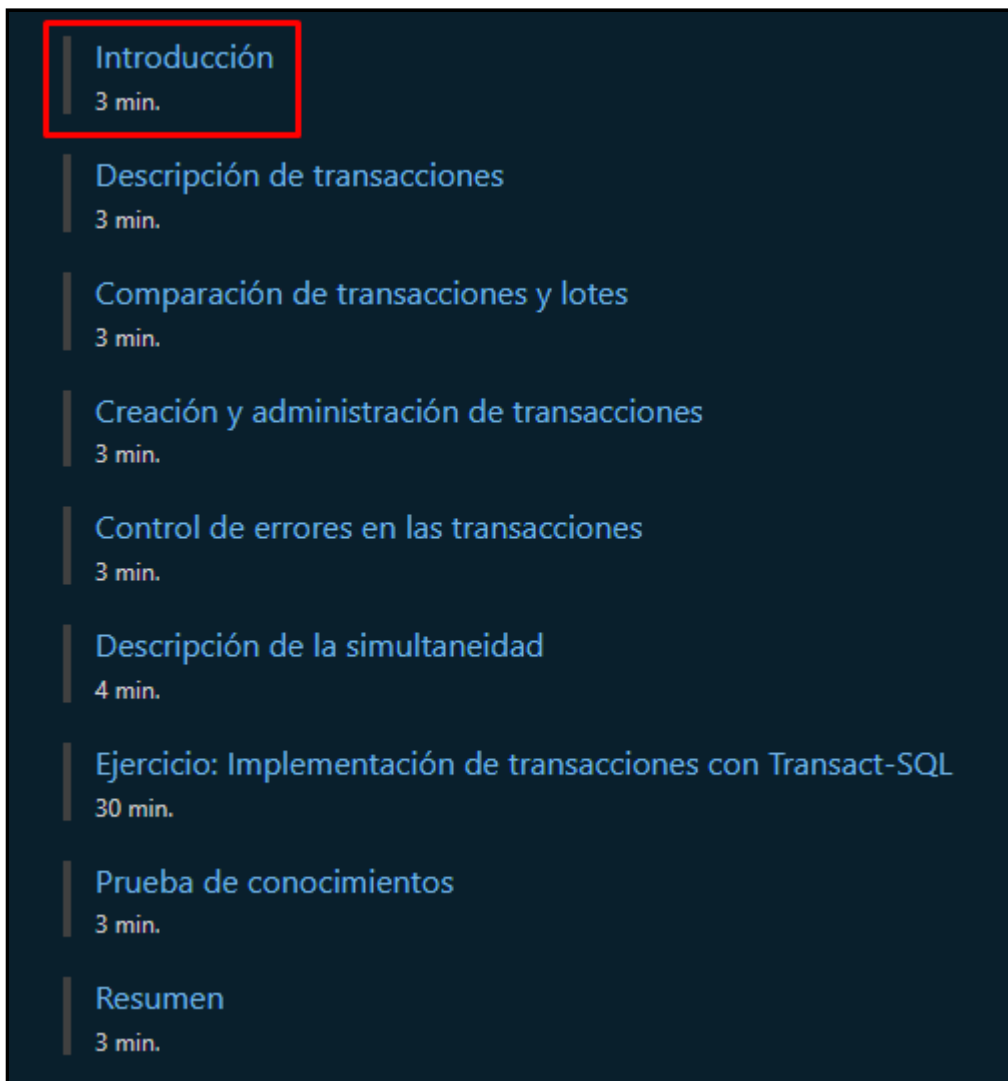 Introducción
3 min.
Descripción de transacciones
3 min.
Comparación de transacciones y lotes
3 min.
Creación y administración de transacciones
3 min.
Control de errores en las transacciones
3 min.
Descripción de la simultaneidad
4 min.
Ejercicio: Implementación de transacciones con Transact-SQL
30 min.
Prueba de conocimientos
3 min.
Resumen
3 min.